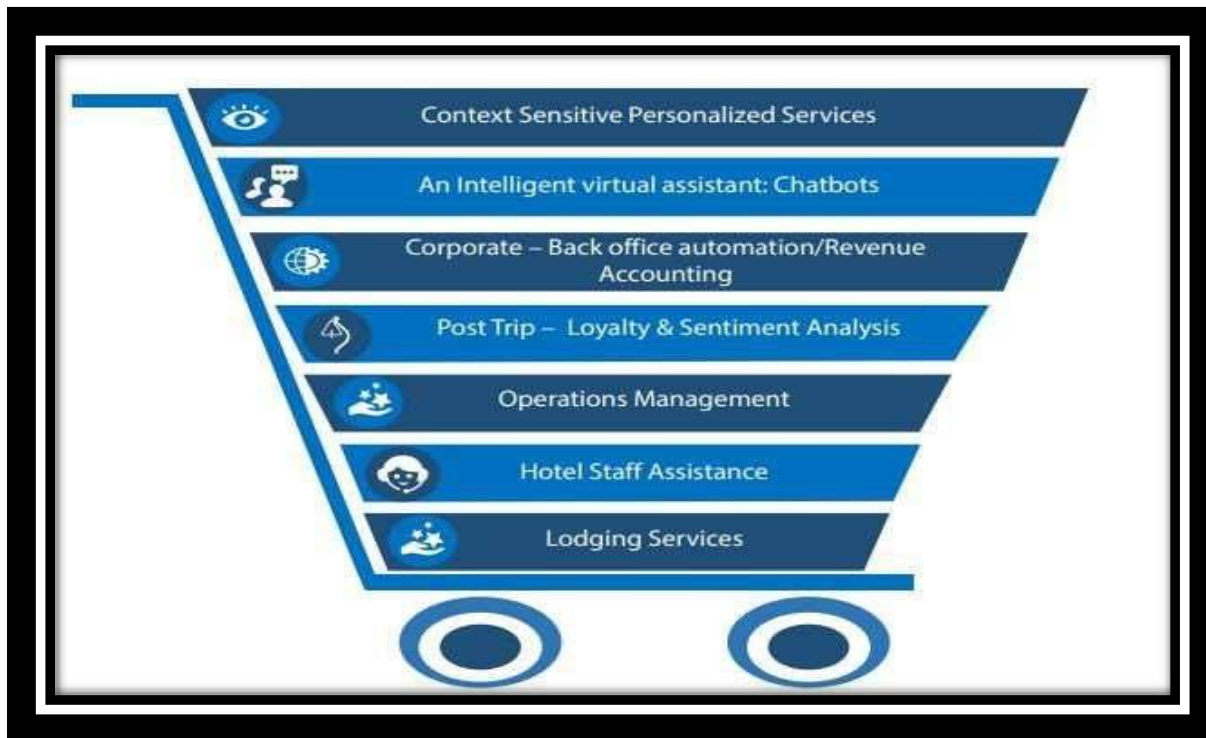 Context Sensitive Personalized Services
An Intelligent virtual assistant: Chatbots
Corporate – Back office automation/Revenue
Accounting
Post Trip – Loyalty & Sentiment Analysis
Operations Management
Hotel Staff Assistance
Lodging Services